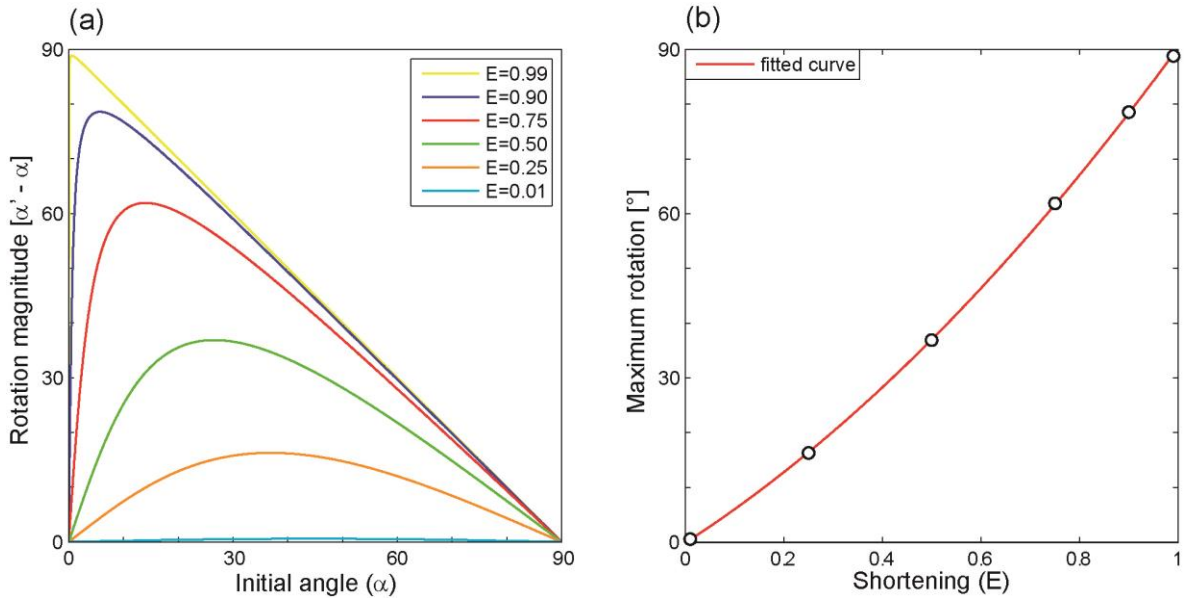 (a)
90
60
30
0
Rotation magnitude [α' - α]
E=0.99
E=0.90
E=0.75
E=0.50
E=0.25
E=0.01
0 30 60 90
Initial angle (α)
(b)
90
60
30
0
Maximum rotation [°]
fitted curve
0.2 0.4 0.6 0.8 1
Shortening (E)